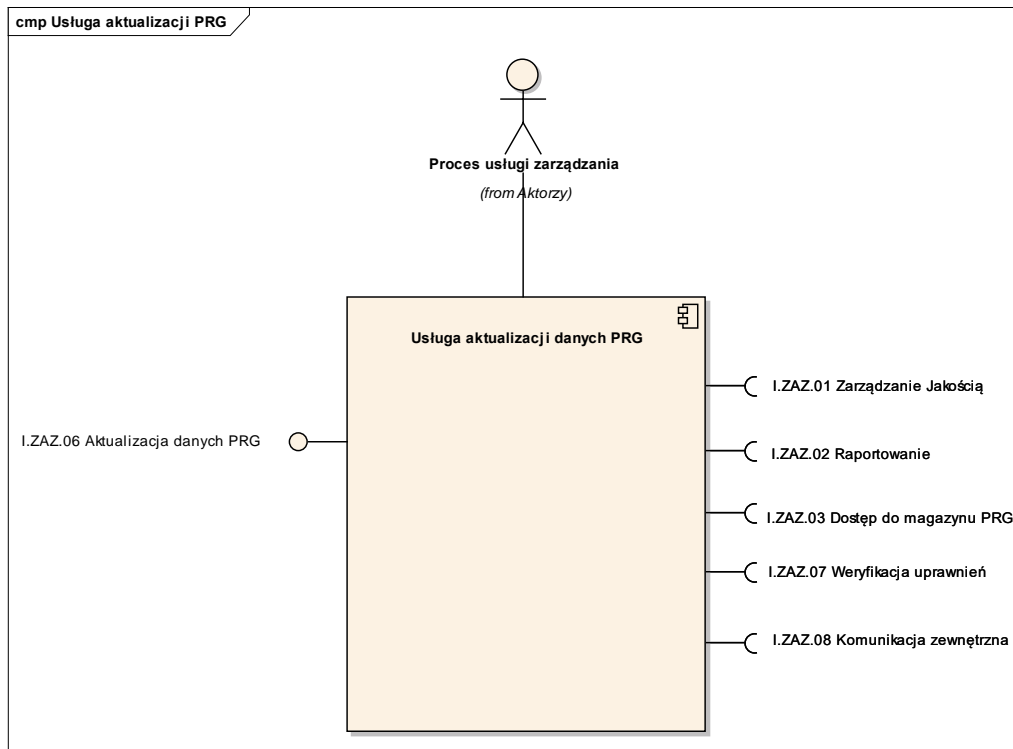 cmp Usługa aktualizacji PRG
Proces usługi zarządzania
(from Aktorzy)
Usługa aktualizacji danych PRG
I.ZAZ.01 Zarządzanie Jakością
I.ZAZ.06 Aktualizacja danych PRG
I.ZAZ.02 Raportowanie
I.ZAZ.03 Dostęp do magazynu PRG
I.ZAZ.07 Weryfikacja uprawnień
I.ZAZ.08 Komunikacja zewnętrzna